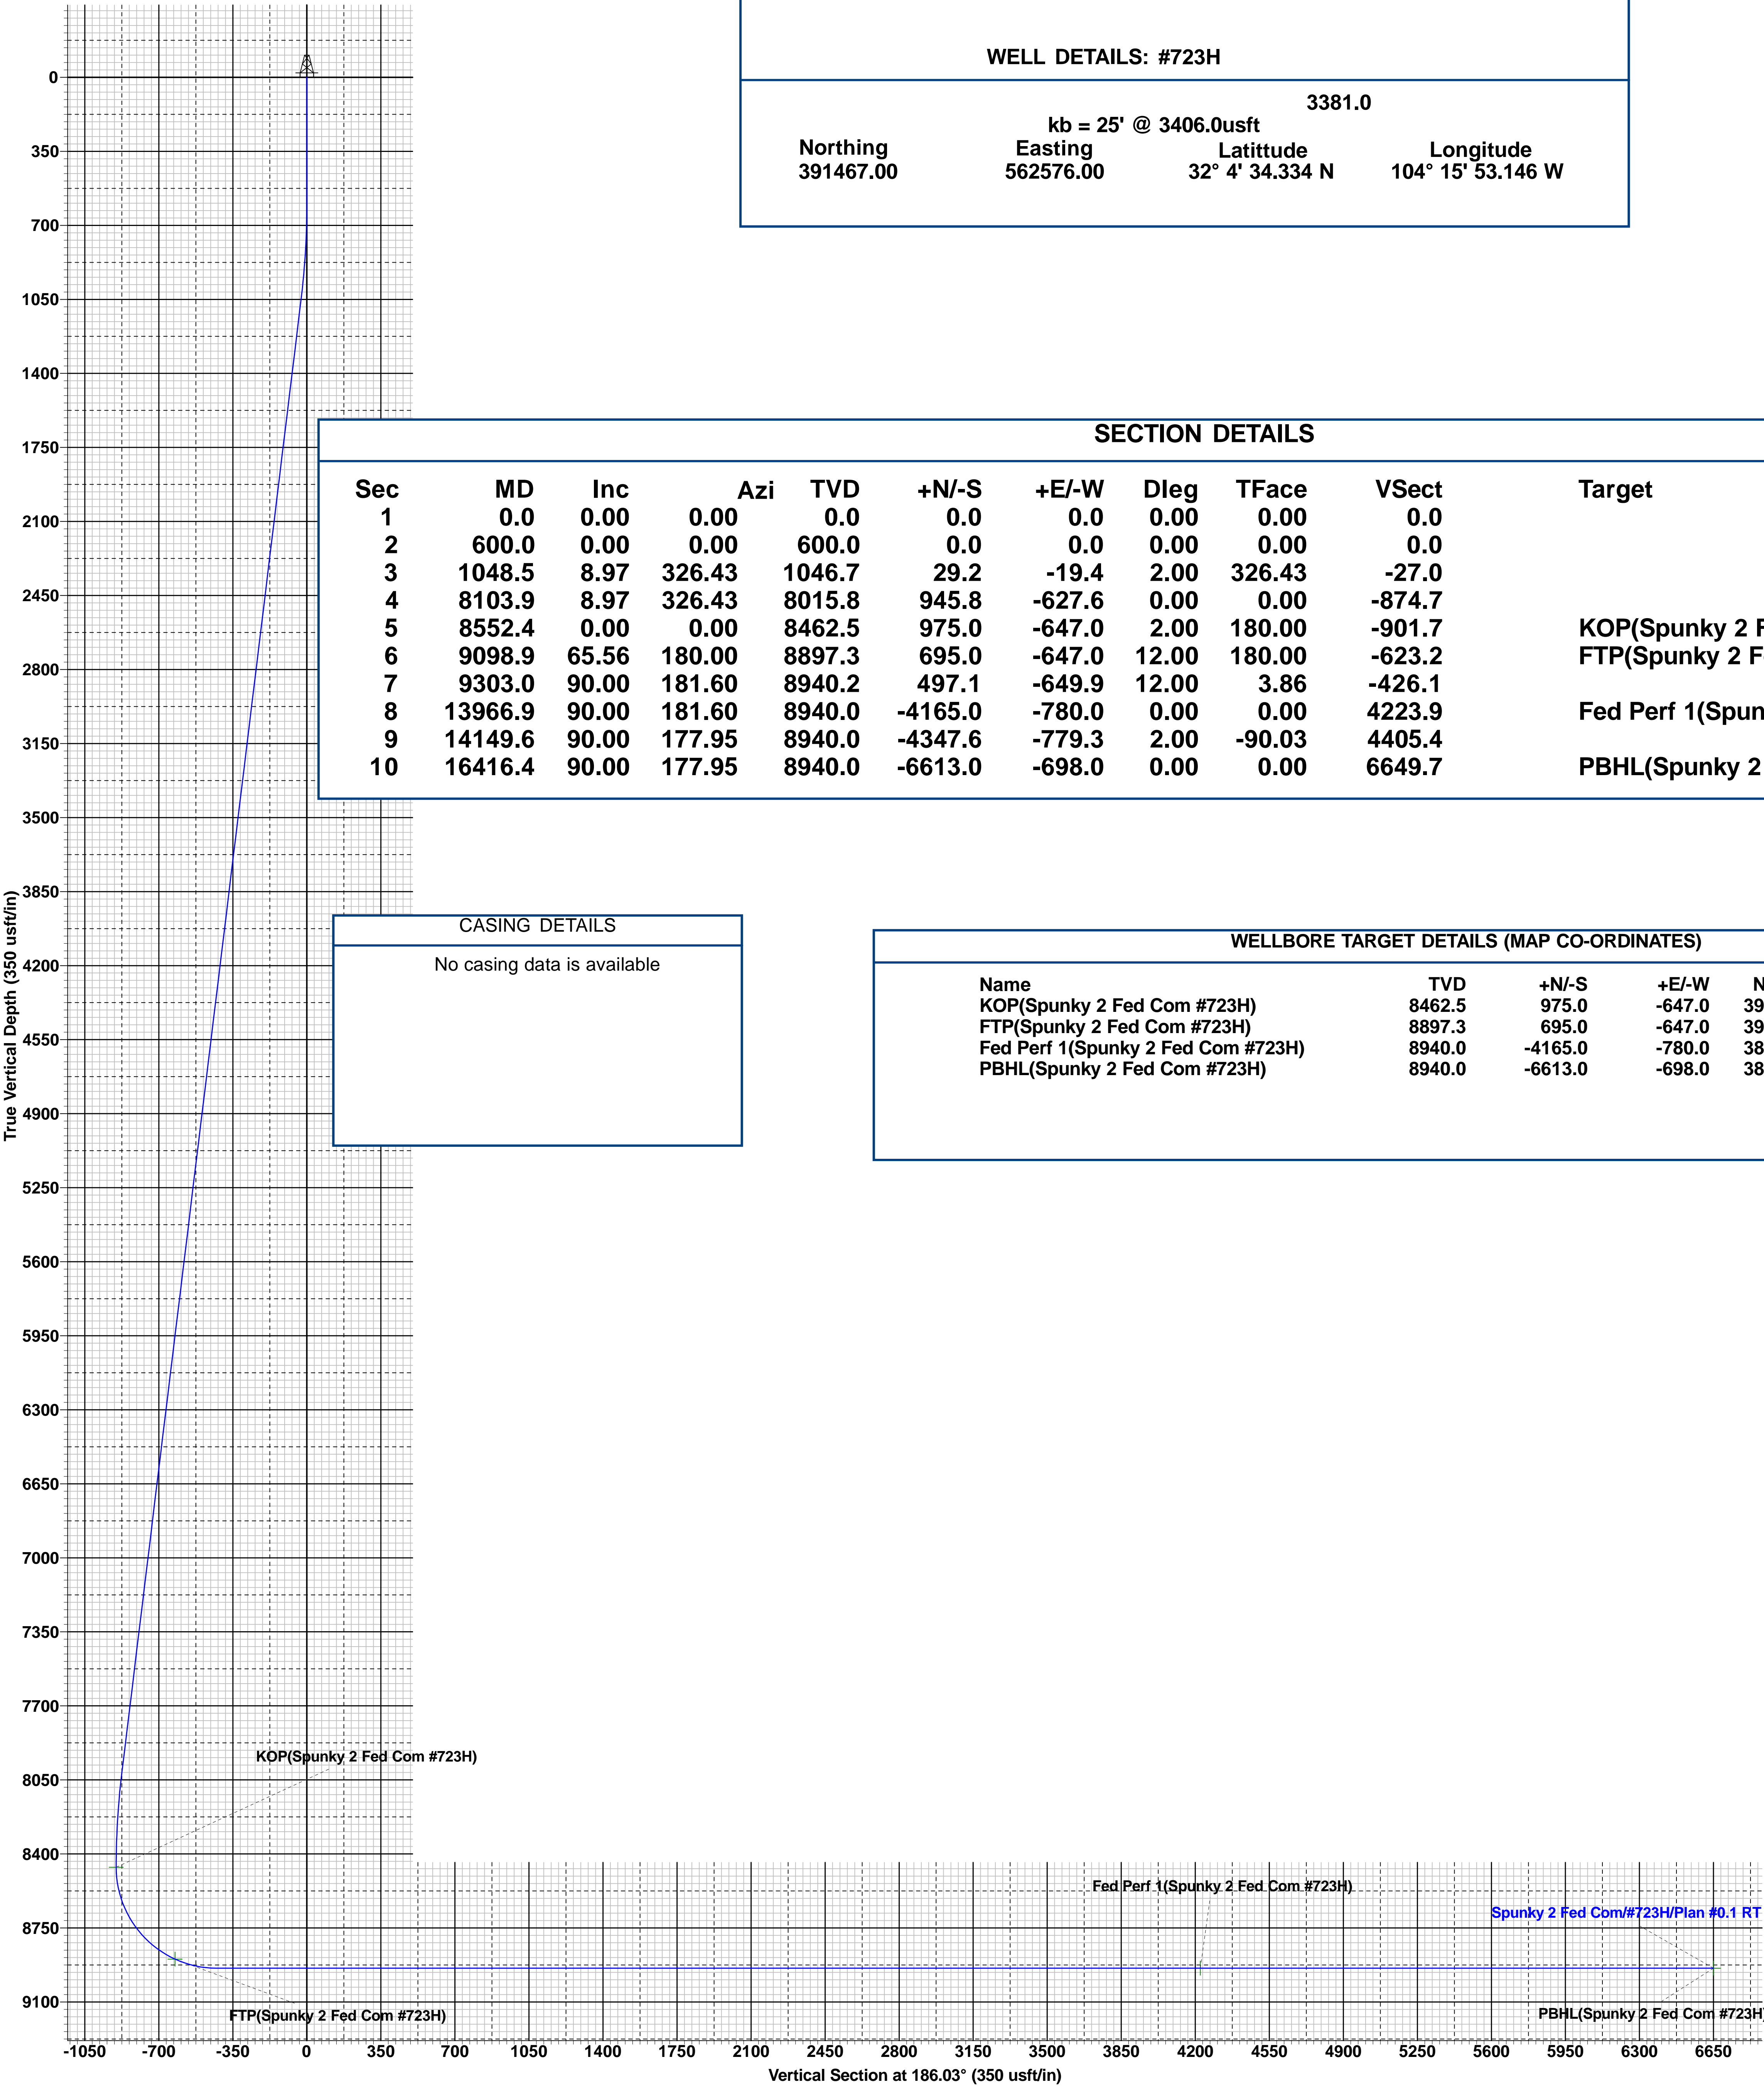 WELL DETAILS: #723H
3381.0
kb = 25' @ 3406.0usft
Northing Easting Latittude Longitude
391467.00 562576.00 32° 4' 34.334 N 104° 15' 53.146 W
SECTION DETAILS
Sec MD Inc Azi TVD +N/-S +E/-W Dleg TFace VSect Target
1 0.0 0.00 0.00 0.0 0.0 0.0 0.00 0.00 0.0
2 600.0 0.00 0.00 600.0 0.0 0.0 0.00 0.00 0.0
3 1048.5 8.97 326.43 1046.7 29.2 -19.4 2.00 326.43 -27.0
4 8103.9 8.97 326.43 8015.8 945.8 -627.6 0.00 0.00 -874.7
5 8552.4 0.00 0.00 8462.5 975.0 -647.0 2.00 180.00 -901.7 KOP(Spunky 2 F
6 9098.9 65.56 180.00 8897.3 695.0 -647.0 12.00 180.00 -623.2 FTP(Spunky 2 F
7 9303.0 90.00 181.60 8940.2 497.1 -649.9 12.00 3.86 -426.1
8 13966.9 90.00 181.60 8940.0 -4165.0 -780.0 0.00 0.00 4223.9 Fed Perf 1(Spun
9 14149.6 90.00 177.95 8940.0 -4347.6 -779.3 2.00 -90.03 4405.4
10 16416.4 90.00 177.95 8940.0 -6613.0 -698.0 0.00 0.00 6649.7 PBHL(Spunky 2
CASING DETAILS
No casing data is available
WELLBORE TARGET DETAILS (MAP CO-ORDINATES)
Name TVD +N/-S +E/-W N
KOP(Spunky 2 Fed Com #723H) 8462.5 975.0 -647.0 39
FTP(Spunky 2 Fed Com #723H) 8897.3 695.0 -647.0 39
Fed Perf 1(Spunky 2 Fed Com #723H) 8940.0 -4165.0 -780.0 38
PBHL(Spunky 2 Fed Com #723H) 8940.0 -6613.0 -698.0 38
True Vertical Depth (350 usft/in)
0
350
700
1050
1400
1750
2100
2450
2800
3150
3500
3850
4200
4550
4900
5250
5600
5950
6300
6650
7000
7350
7700
8050
8400
8750
9100
KOP(Spunky 2 Fed Com #723H)
Fed Perf 1(Spunky 2 Fed Com #723H)
Spunky 2 Fed Com/#723H/Plan #0.1 RT
FTP(Spunky 2 Fed Com #723H)
PBHL(Spunky 2 Fed Com #723H)
-1050 -700 -350 0 350 700 1050 1400 1750 2100 2450 2800 3150 3500 3850 4200 4550 4900 5250 5600 5950 6300 6650
Vertical Section at 186.03° (350 usft/in)